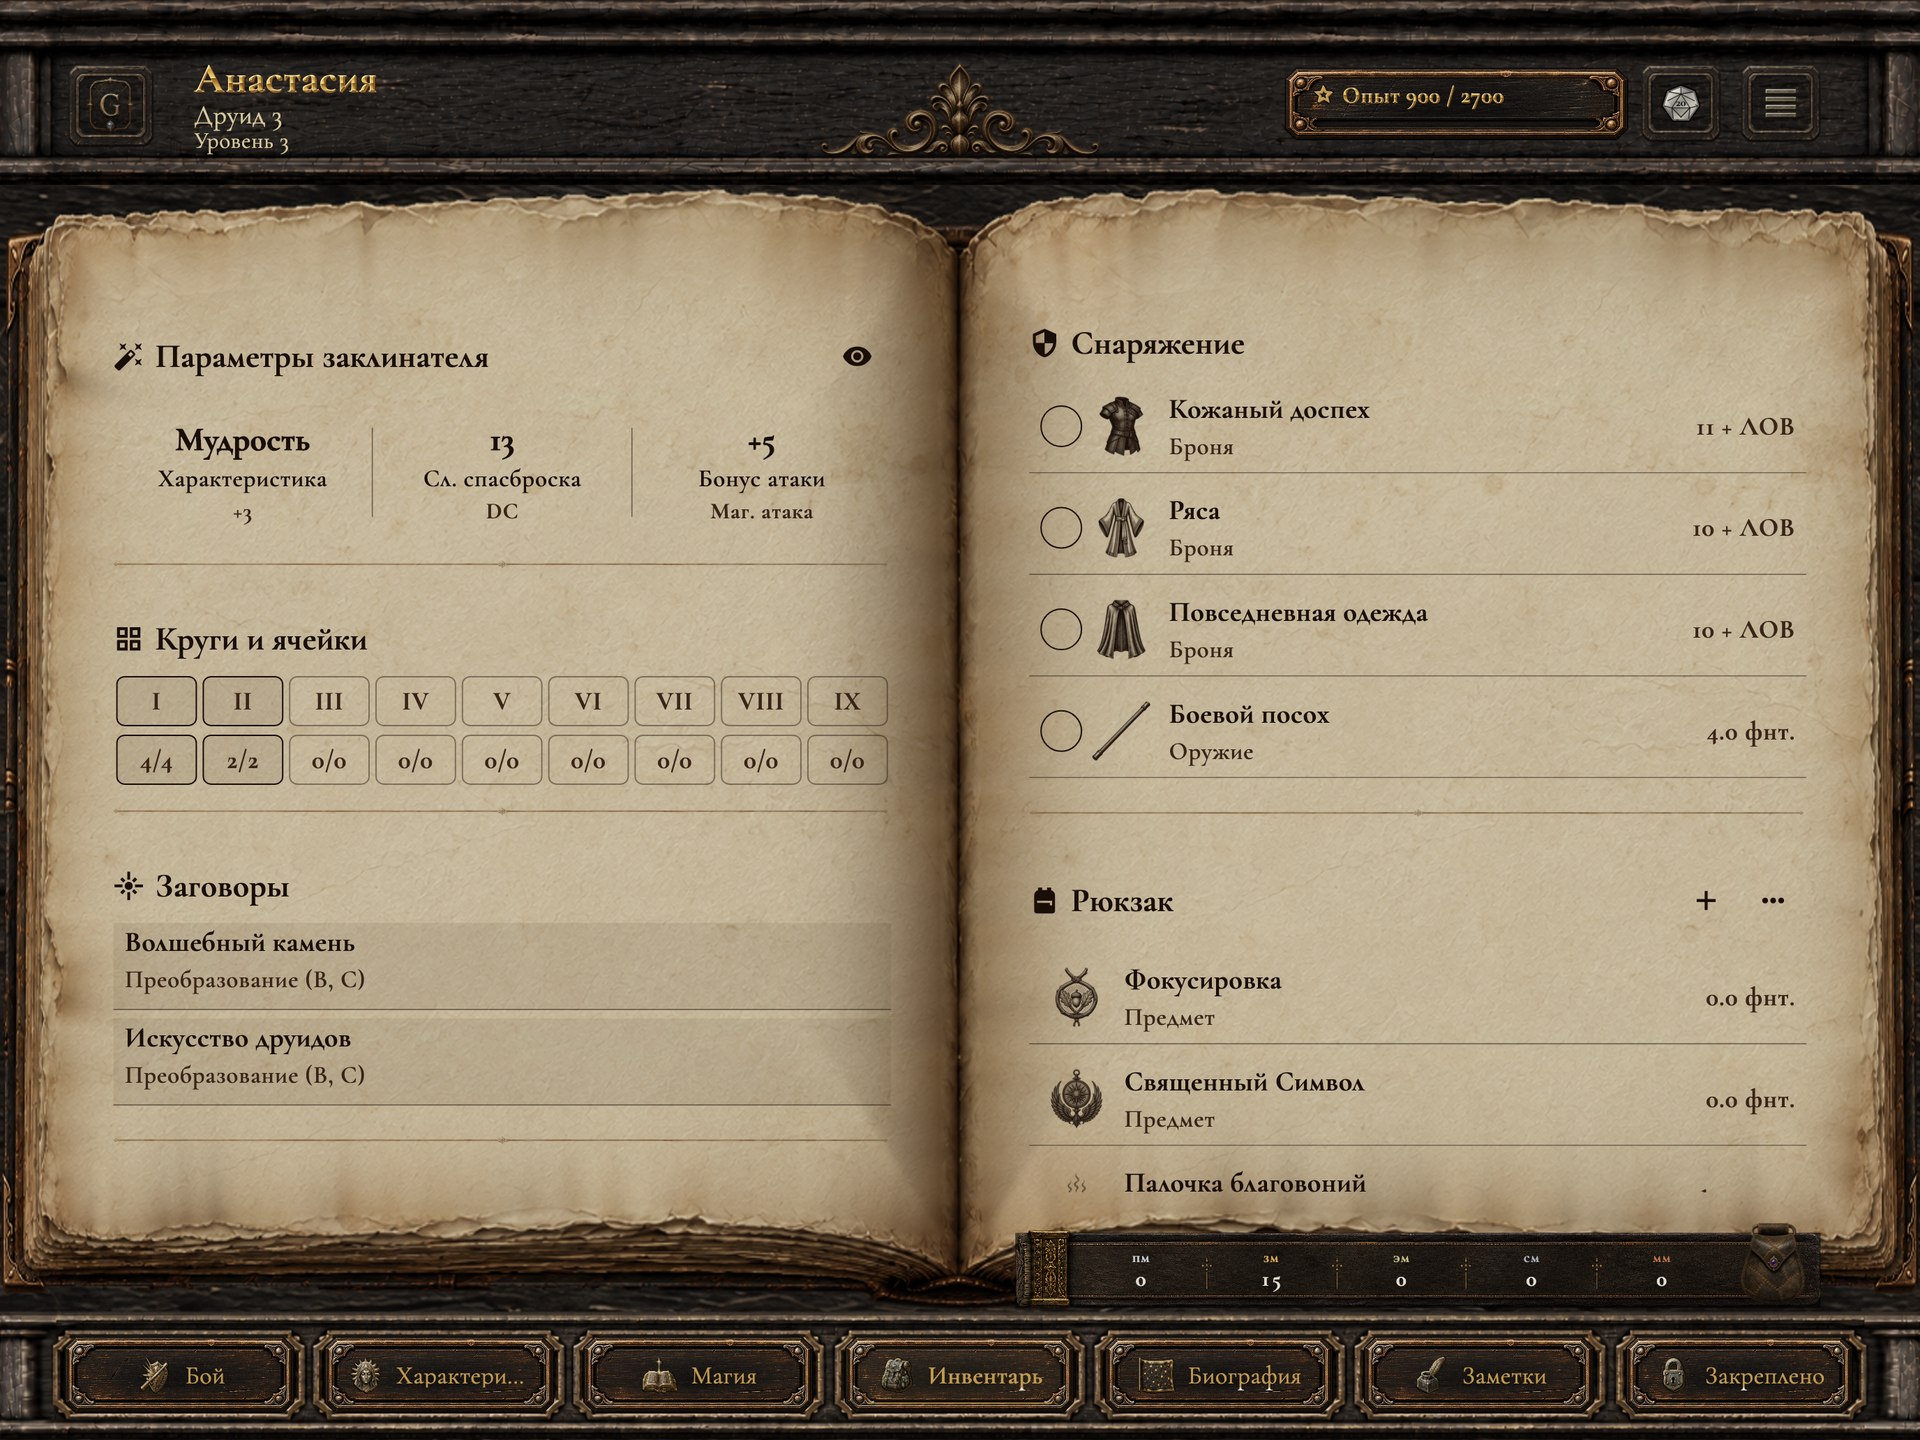 G
Анастасия
Друид 3
Уровень 3
Опыт 900 / 2700
20
Параметры заклинателя
Мудрость
Характеристика
+3
13
Сл. спасброска
DC
+5
Бонус атаки
Маг. атака
Круги и ячейки
I II III IV V VI VII VIII IX
4/4 2/2 0/0 0/0 0/0 0/0 0/0 0/0 0/0
Заговоры
Волшебный камень
Преобразование (В, С)
Искусство друидов
Преобразование (В, С)
Снаряжение
Кожаный доспех
Броня
11 + ЛОВ
Ряса
Броня
10 + ЛОВ
Повседневная одежда
Броня
10 + ЛОВ
Боевой посох
Оружие
4.0 фнт.
Рюкзак
Фокусировка
Предмет
0.0 фнт.
Священный Символ
Предмет
0.0 фнт.
Палочка благовоний
пм зм эм см мм
0 15 0 0 0
Бой
Характери...
Магия
Инвентарь
Биография
Заметки
Закреплено